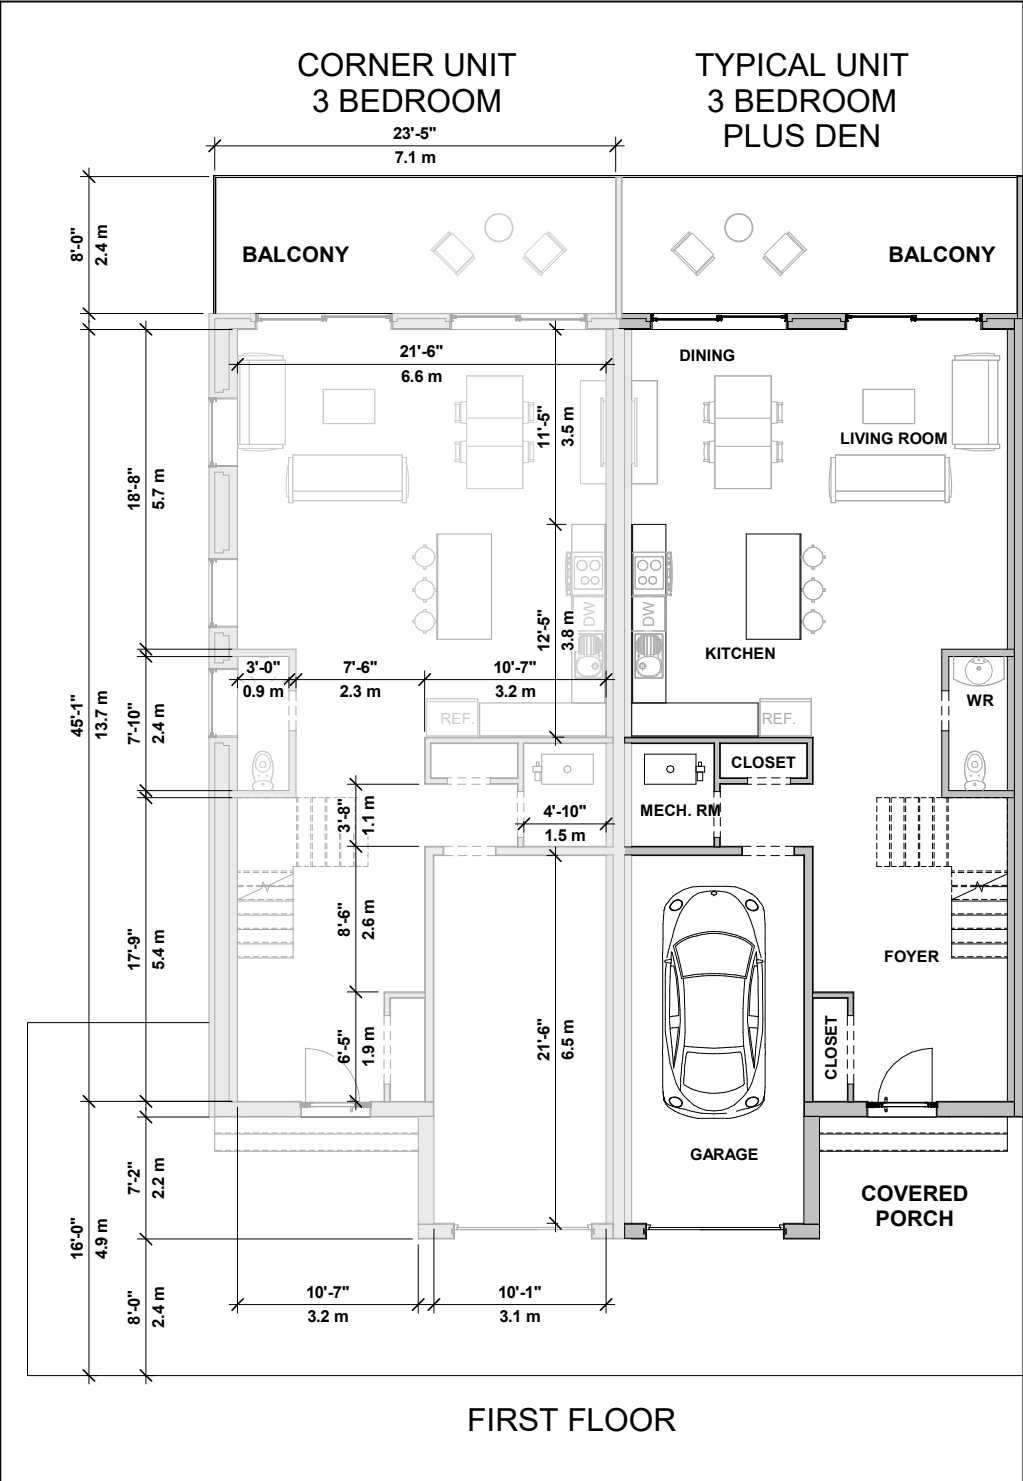 CORNER UNIT
3 BEDROOM
TYPICAL UNIT
3 BEDROOM
PLUS DEN
23'-5"
7.1 m
8'-0"
2.4 m
BALCONY
BALCONY
21'-6"
6.6 m
DINING
11'-5"
3.5 m
LIVING ROOM
18'-8"
5.7 m
12'-5"
3.8 m
DW
DW
KITCHEN
3'-0"
0.9 m
7'-6"
2.3 m
10'-7"
3.2 m
WR
45'-1"
13.7 m
7'-10"
2.4 m
REF.
REF.
CLOSET
3'-8"
1.1 m
4'-10"
1.5 m
MECH. RM
8'-6"
2.6 m
17'-9"
5.4 m
FOYER
6'-5"
1.9 m
21'-6"
6.5 m
CLOSET
GARAGE
7'-2"
2.2 m
COVERED
PORCH
16'-0"
4.9 m
8'-0"
2.4 m
10'-7"
3.2 m
10'-1"
3.1 m
FIRST FLOOR